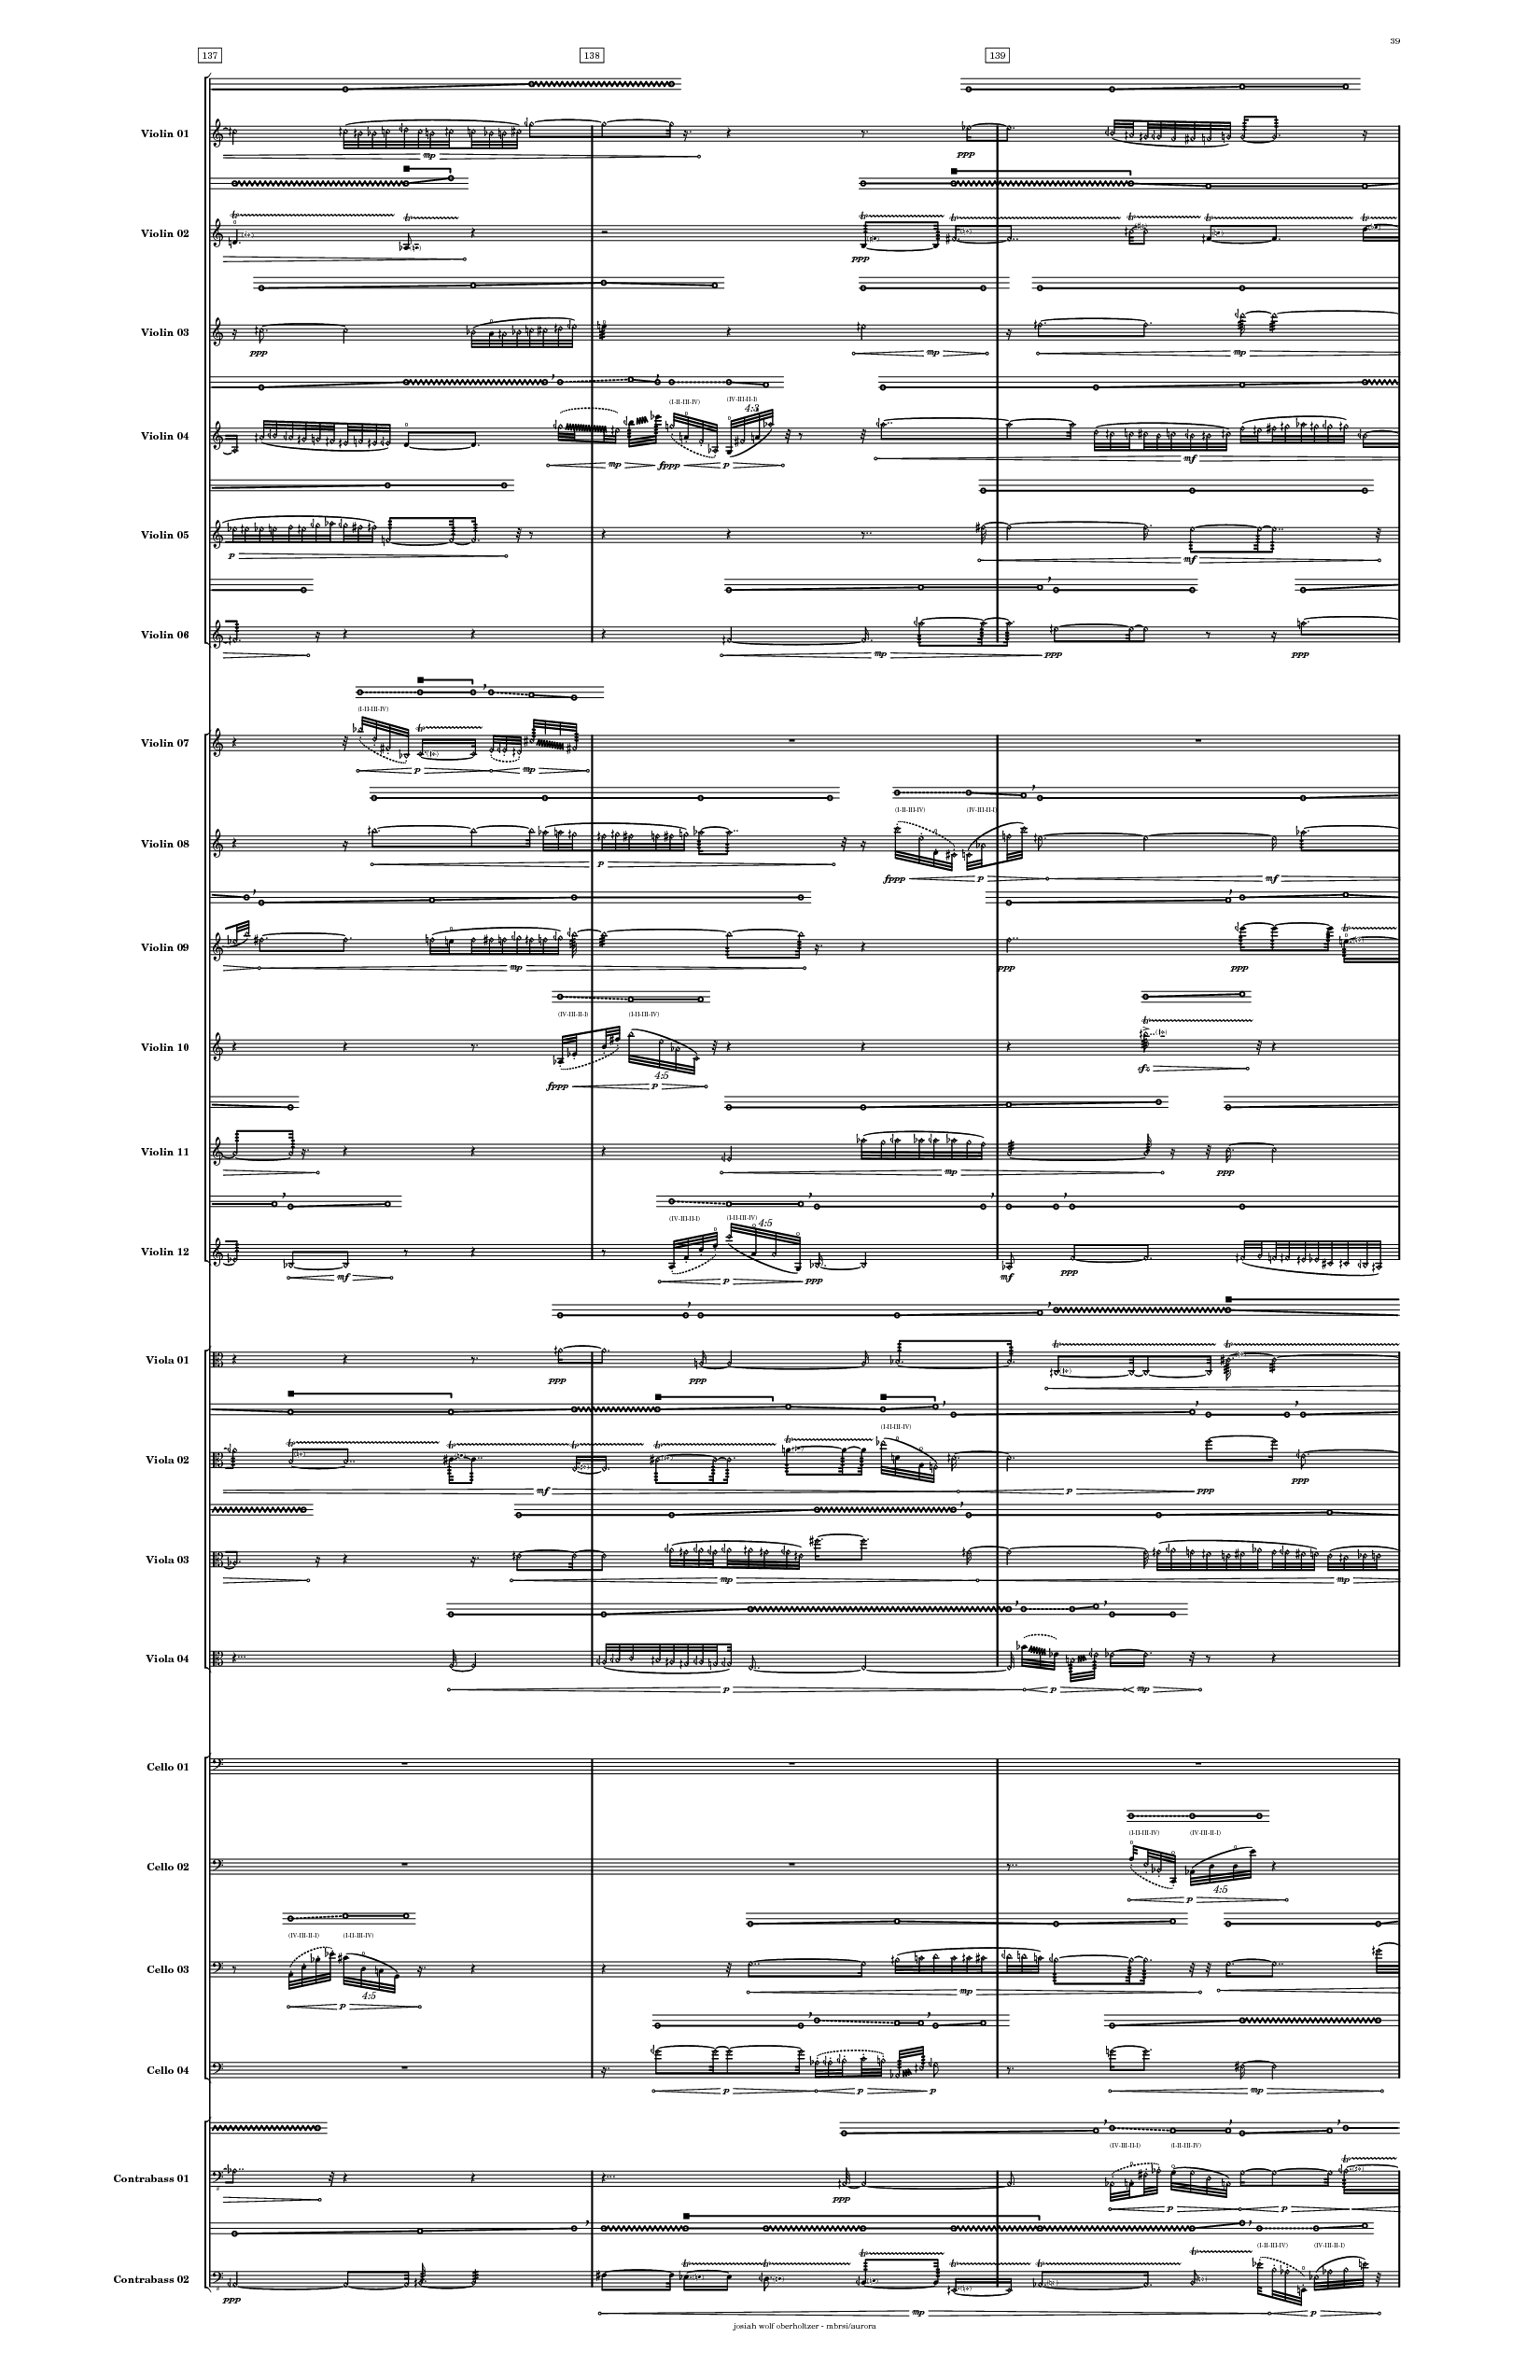 39
137 138 139
Violin 01
mp ppp
Violin 02
ppp
Violin 03
ppp mp mp
(I-II-III-IV) (IV-III-II-I)
4:3
Violin 04
mp fppp p mf
Violin 05
p mf
Violin 06
mp ppp ppp
(I-II-III-IV)
Violin 07
p mp
(I-II-III-IV) (IV-III-II-I)
Violin 08
p fppp p mf
Violin 09
mp ppp ppp
(IV-III-II-I) (I-II-III-IV)
Violin 10
4:5
fppp p sfz
Violin 11
mp ppp
(IV-III-II-I) (I-II-III-IV)
4:5
Violin 12
mf p ppp mf ppp
Viola 01
ppp ppp
(I-II-III-IV)
Viola 02
mf p ppp ppp
Viola 03
mp mp
Viola 04
p p mp
Cello 01
(I-II-III-IV) (IV-III-II-I)
Cello 02
4:5
p
(IV-III-II-I) (I-II-III-IV)
Cello 03
4:5
p mp
Cello 04
p p p mp
(IV-III-II-I) (I-II-III-IV)
Contrabass 01
ppp p p
(I-II-III-IV) (IV-III-II-I)
Contrabass 02
ppp mp p
josiah wolf oberholtzer - mbrsi/aurora